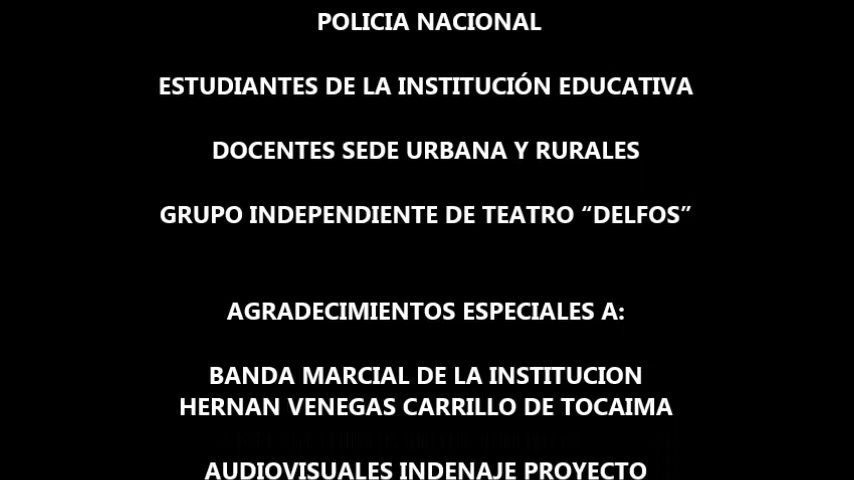 POLICIA NACIONAL
ESTUDIANTES DE LA INSTITUCIÓN EDUCATIVA
DOCENTES SEDE URBANA Y RURALES
GRUPO INDEPENDIENTE DE TEATRO “DELFOS”
AGRADECIMIENTOS ESPECIALES A:
BANDA MARCIAL DE LA INSTITUCION
HERNAN VENEGAS CARRILLO DE TOCAIMA
AUDIOVISUALES INDENAJE PROYECTO